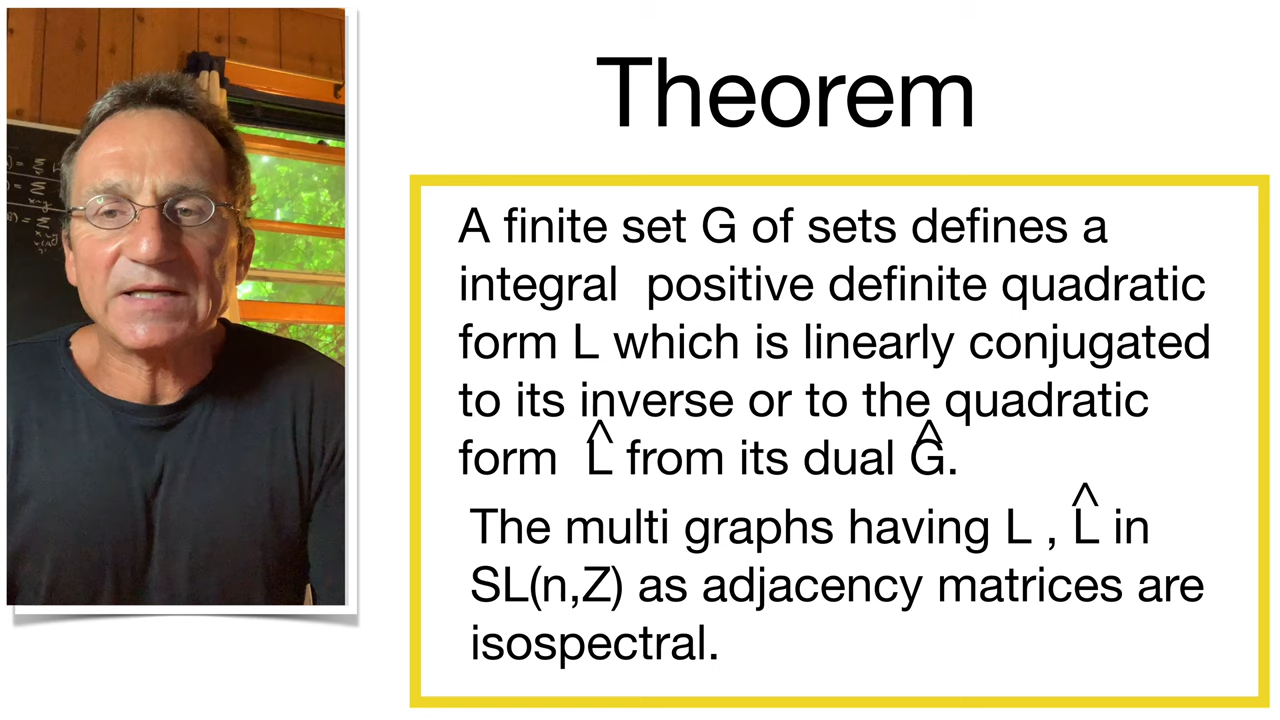 Theorem
A finite set G of sets defines a
integral positive definite quadratic
form L which is linearly conjugated
to its inverse or to the quadratic
form L̂ from its dual Ĝ.
The multi graphs having L , L̂ in
SL(n,Z) as adjacency matrices are
isospectral.